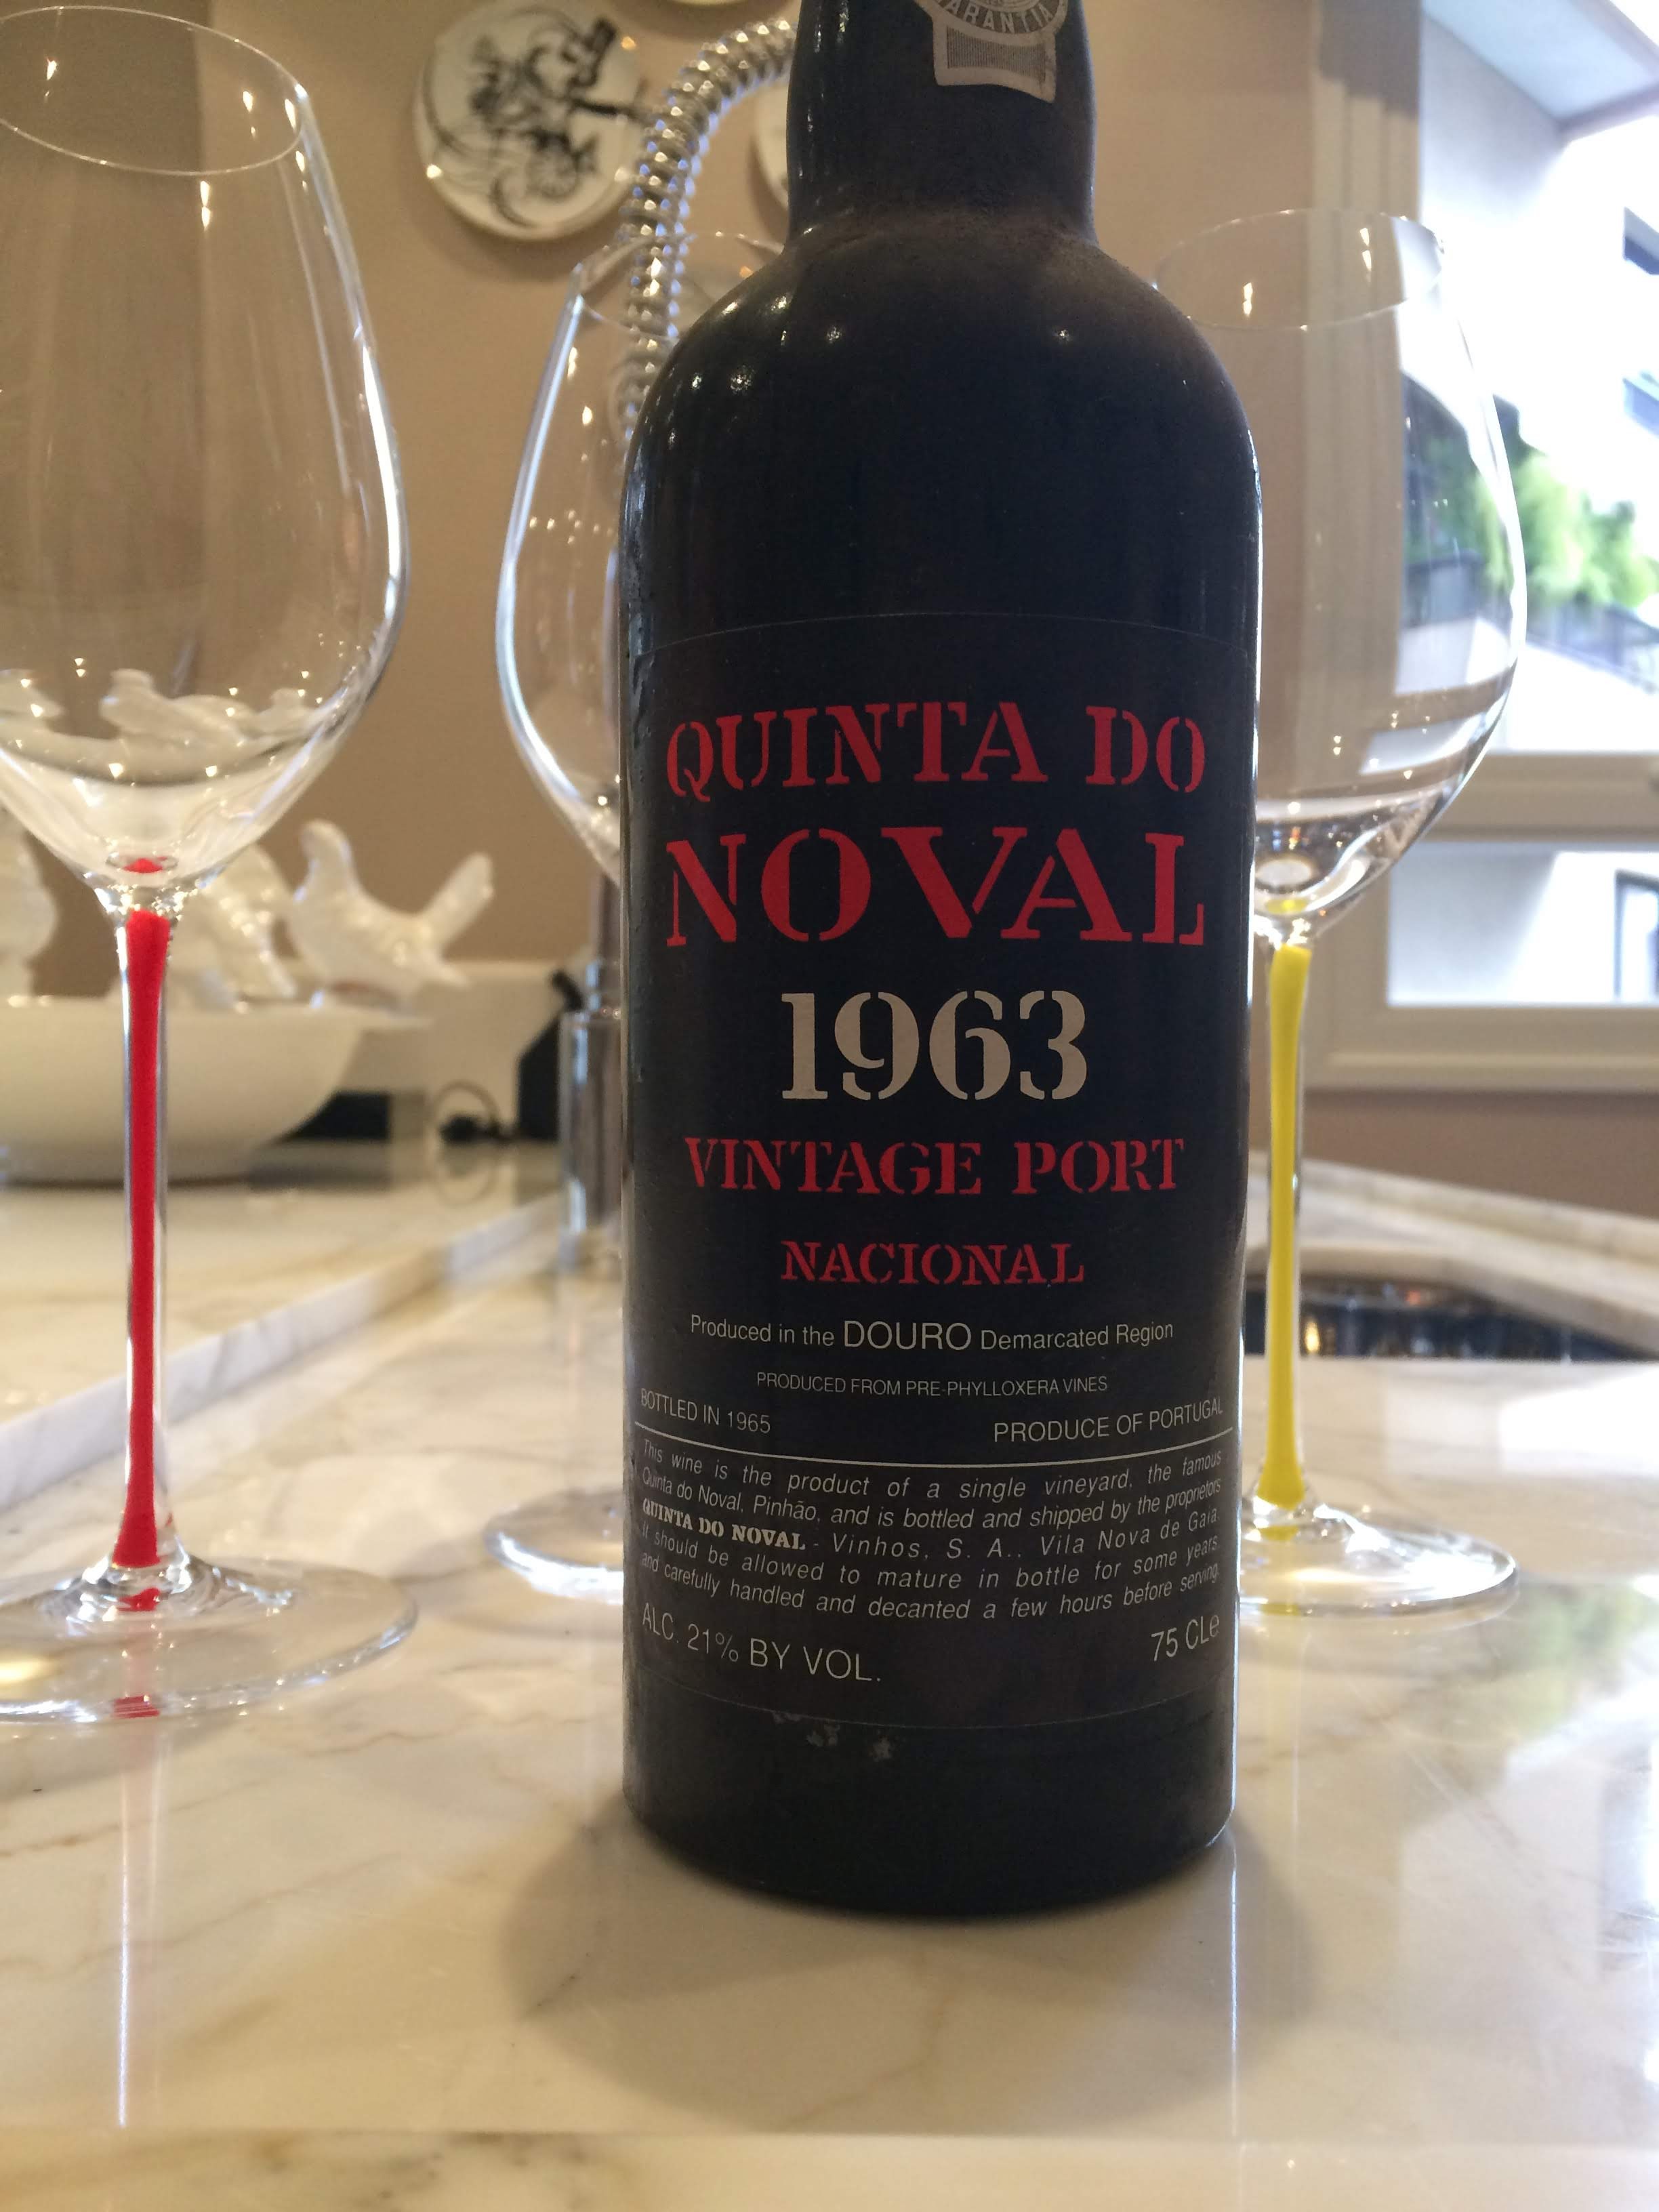 ARANTIA
QUINTA DO
NOVAL
1963
VINTAGE PORT
NACIONAL
Produced in the DOURO Demarcated Region
PRODUCED FROM PRE-PHYLLOXERA VINES
BOTTLED IN 1965 PRODUCE OF PORTUGAL
This wine is the product of a single vineyard, the famous
Quinta do Noval, Pinhão, and is bottled and shipped by the proprietors
QUINTA DO NOVAL - Vinhos, S. A., Vila Nova de Gaia.
It should be allowed to mature in bottle for some years,
and carefully handled and decanted a few hours before serving.
ALC. 21% BY VOL. 75 CLe